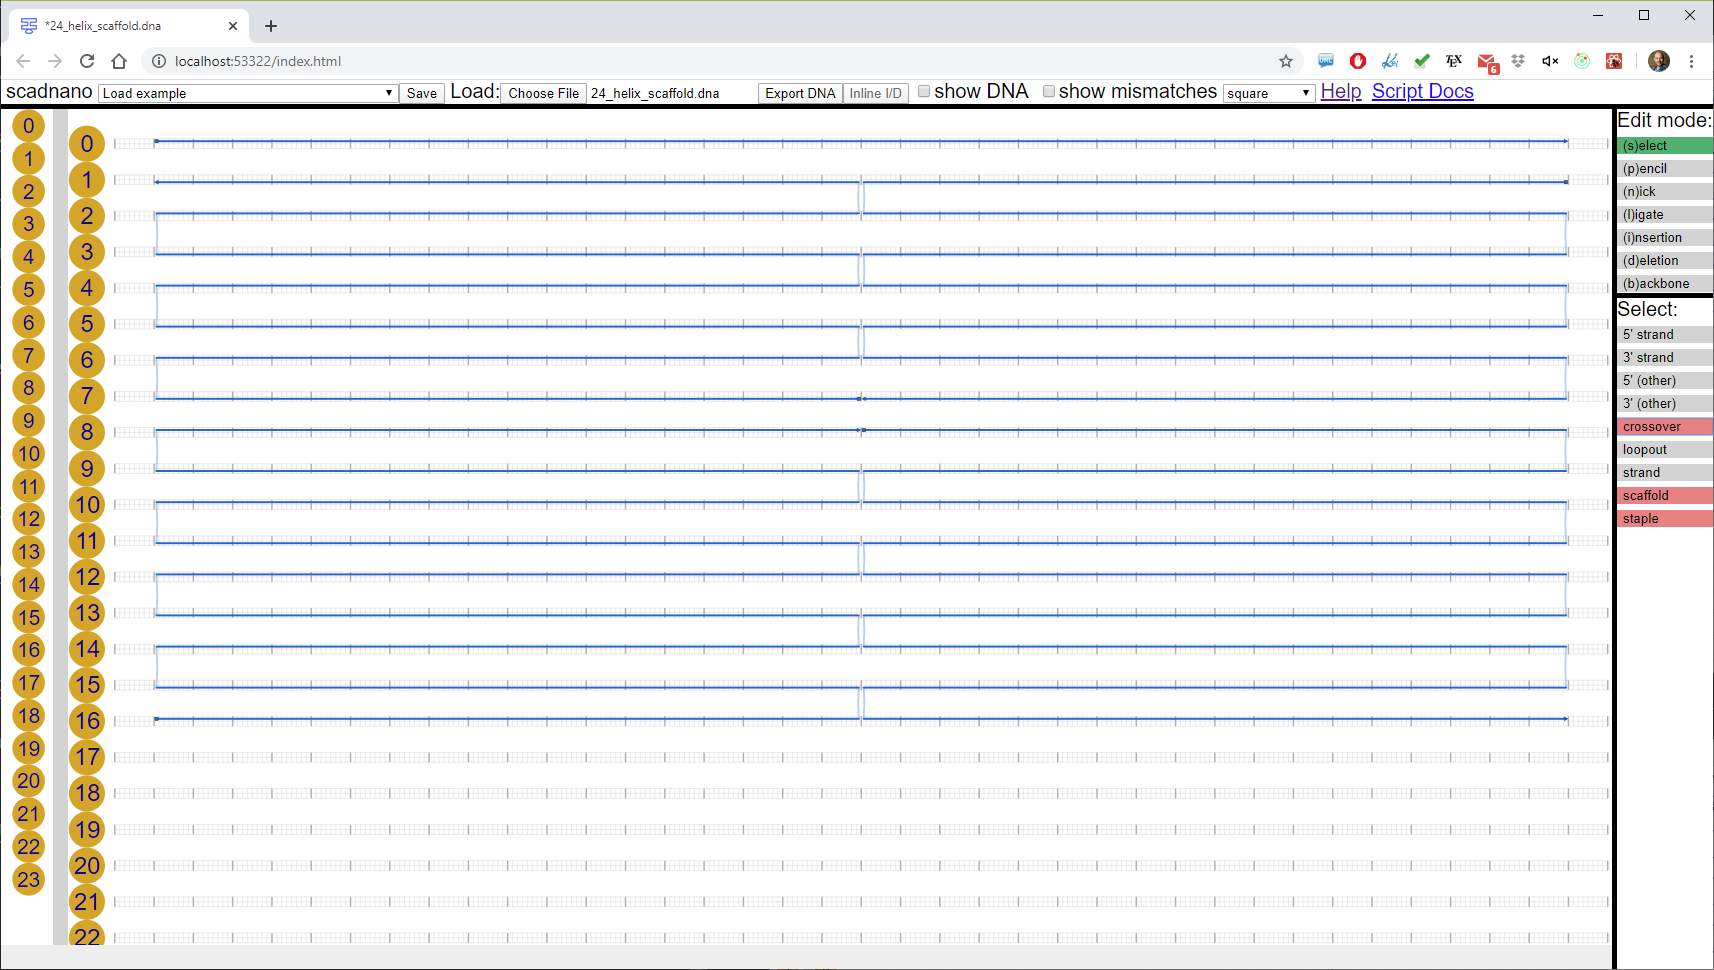 *24_helix_scaffold.dna
localhost:53322/index.html
6
scadnano Load example Save Load: Choose File 24_helix_scaffold.dna Export DNA Inline I/D show DNA show mismatches square Help Script Docs
0
1
2
3
4
5
6
7
8
9
10
11
12
13
14
15
16
17
18
19
20
21
22
23
0
1
2
3
4
5
6
7
8
9
10
11
12
13
14
15
16
17
18
19
20
21
22
Edit mode:
(s)elect
(p)encil
(n)ick
(l)igate
(i)nsertion
(d)eletion
(b)ackbone
Select:
5' strand
3' strand
5' (other)
3' (other)
crossover
loopout
strand
scaffold
staple